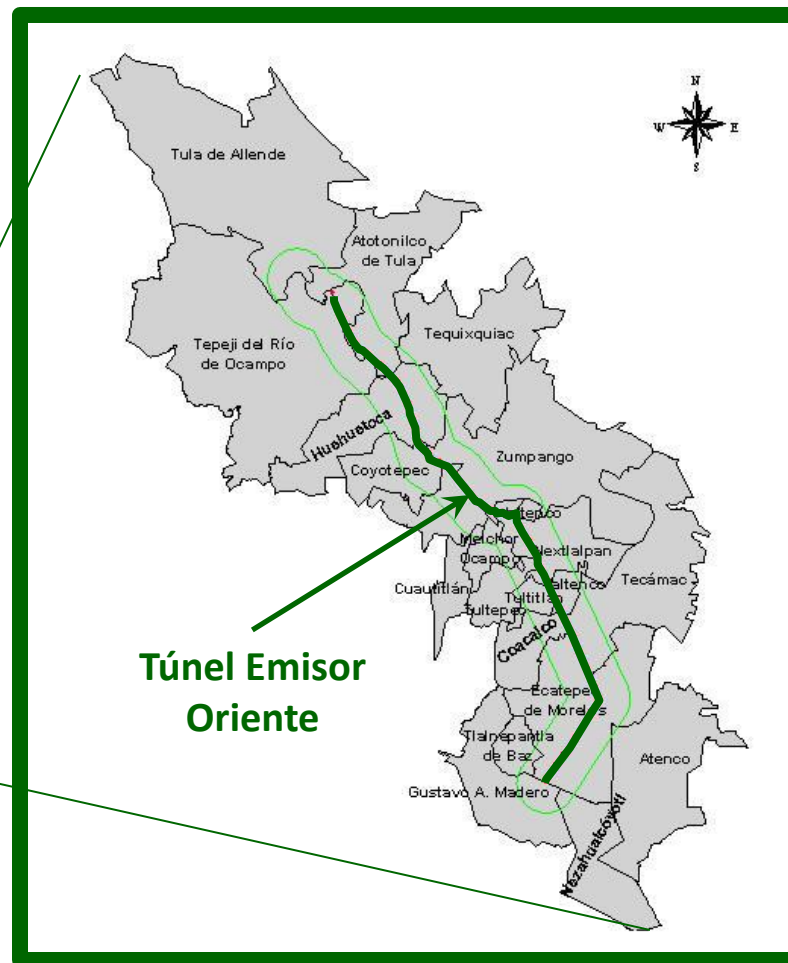 N
W E
S
Tula de Allende
Atotonilco
de Tula
Tequixquiac
Tepeji del Río
de Ocampo
Huehuetoca
Zumpango
Coyotepec
Melchor
Ocampo
Nextlalpan
Cuautitlán
Tultitlán
Tecámac
Tultepec
Coacalco
Túnel Emisor
Oriente
Ecatepec
de Morelos
Tlalnepantla
de Baz
Atenco
Gustavo A. Madero
Nezahualcóyotl